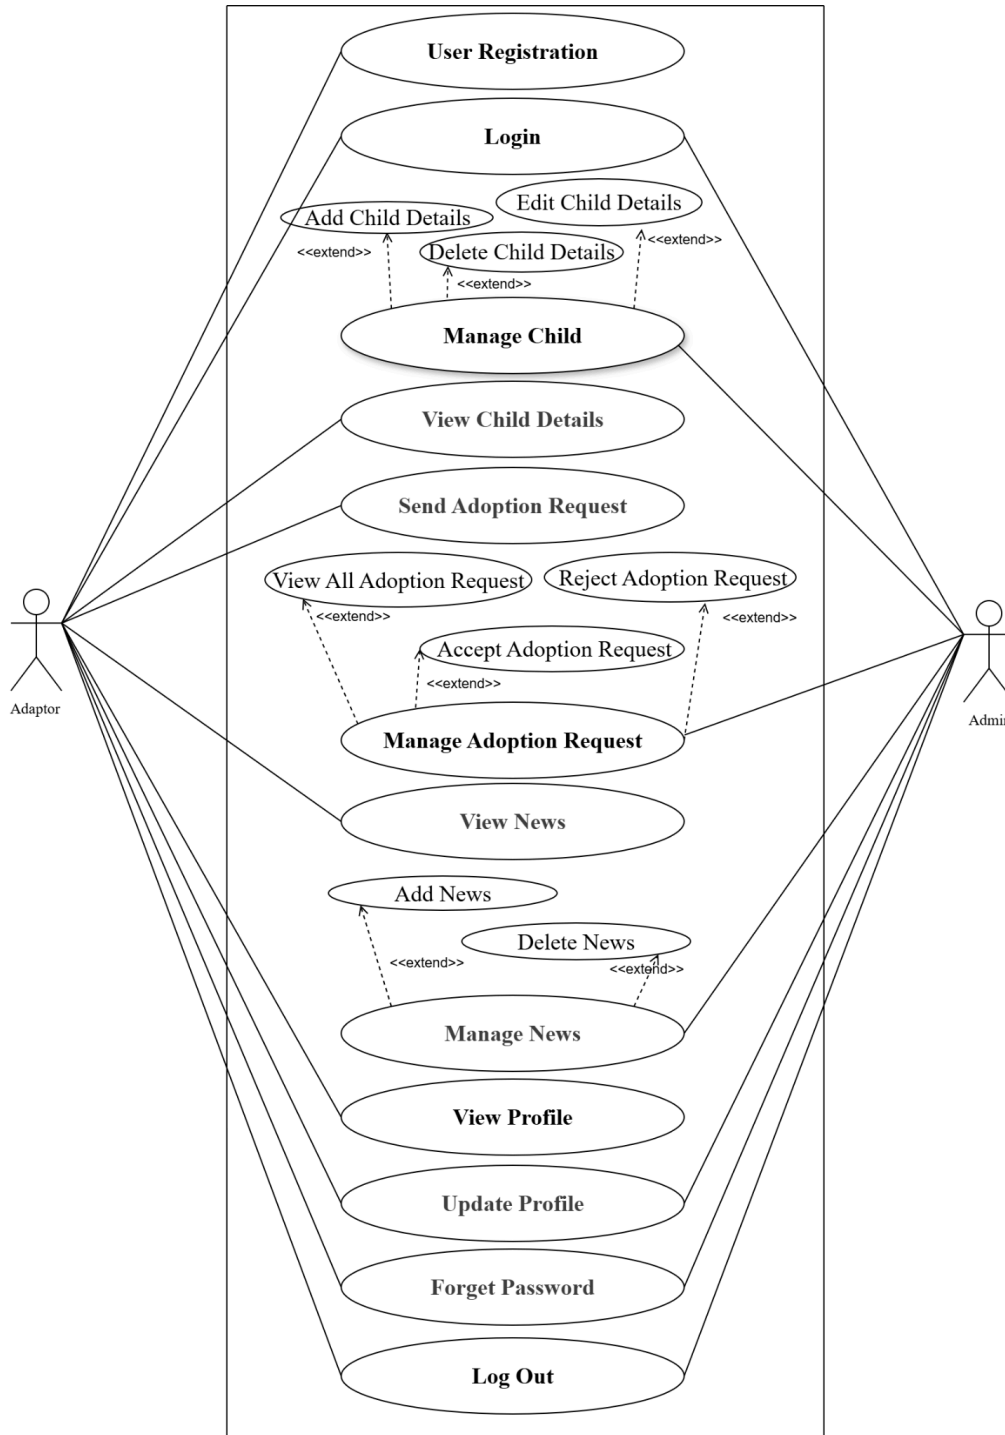 User Registration
Login
Edit Child Details
Add Child Details
<<extend>>
<<extend>>
Delete Child Details
<<extend>>
Manage Child
View Child Details
Send Adoption Request
View All Adoption Request
Reject Adoption Request
<<extend>>
<<extend>>
Accept Adoption Request
<<extend>>
Adaptor
Admin
Manage Adoption Request
View News
Add News
Delete News
<<extend>>
<<extend>>
Manage News
View Profile
Update Profile
Forget Password
Log Out